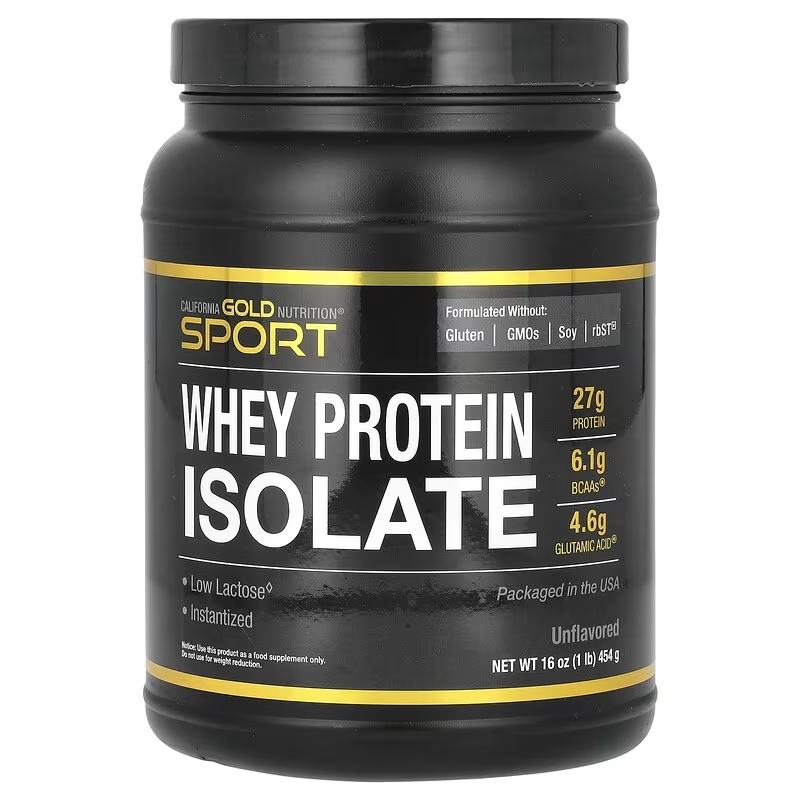 CALIFORNIA GOLD NUTRITION®
SPORT
Formulated Without:
Gluten | GMOs | Soy | rbST
WHEY PROTEIN
ISOLATE
27g
PROTEIN
6.1g
BCAAs
4.6g
GLUTAMIC ACID
• Low Lactose◊
• Instantized
Packaged in the USA
Unflavored
Notice: Use this product as a food supplement only.
Do not use for weight reduction.
NET WT 16 oz (1 lb) 454 g